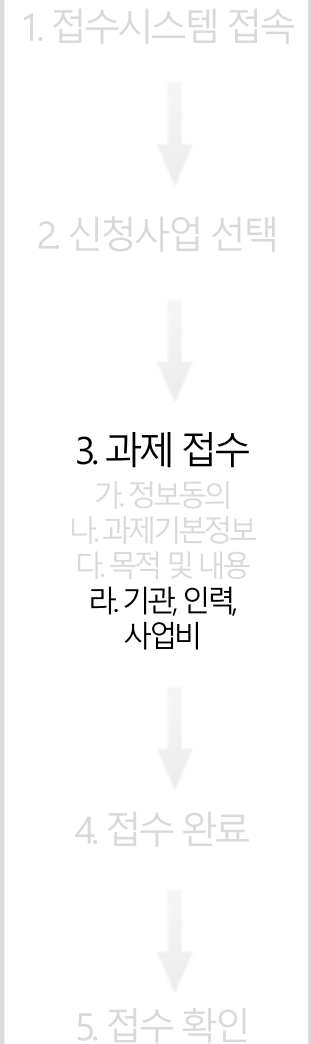 1. 접수시스템 접속
2. 신청사업 선택
3. 과제 접수
가. 정보동의
나. 과제기본정보
다. 목적 및 내용
라. 기관, 인력,
사업비
4. 접수 완료
5. 접수 확인